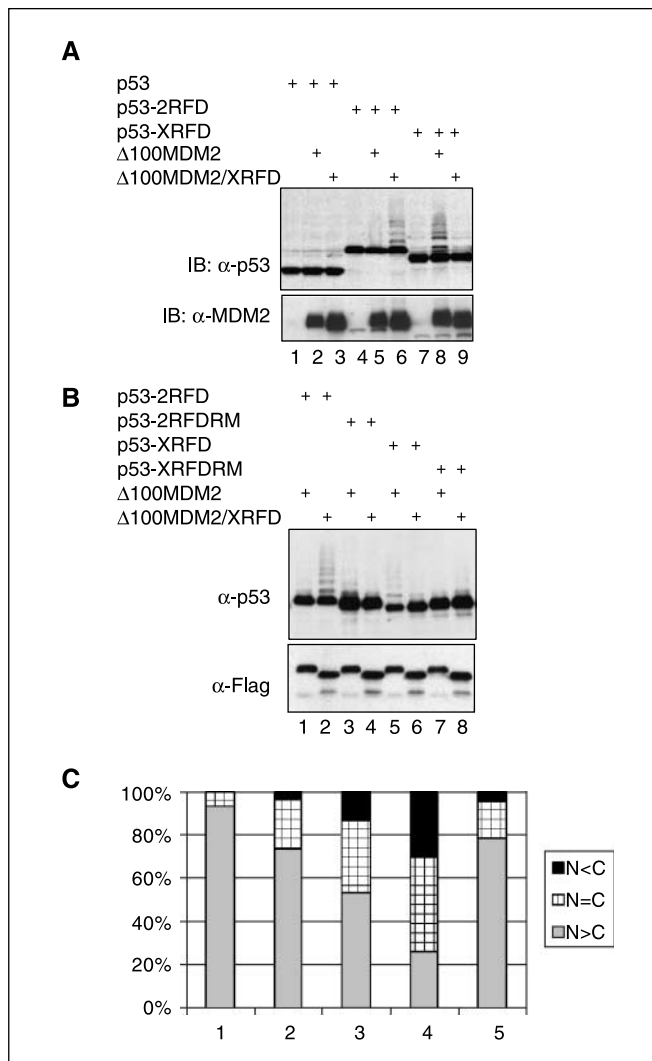 A
p53 + + +
p53-2RFD + + +
p53-XRFD + + +
Δ100MDM2 + + +
Δ100MDM2/XRFD + + +
IB: α-p53
IB: α-MDM2
1 2 3 4 5 6 7 8 9
B
p53-2RFD + +
p53-2RFDRM + +
p53-XRFD + +
p53-XRFDRM + +
Δ100MDM2 + + + +
Δ100MDM2/XRFD + + + +
α-p53
α-Flag
1 2 3 4 5 6 7 8
C
100%
80%
60%
40%
20%
0%
1 2 3 4 5
N<C
N=C
N>C